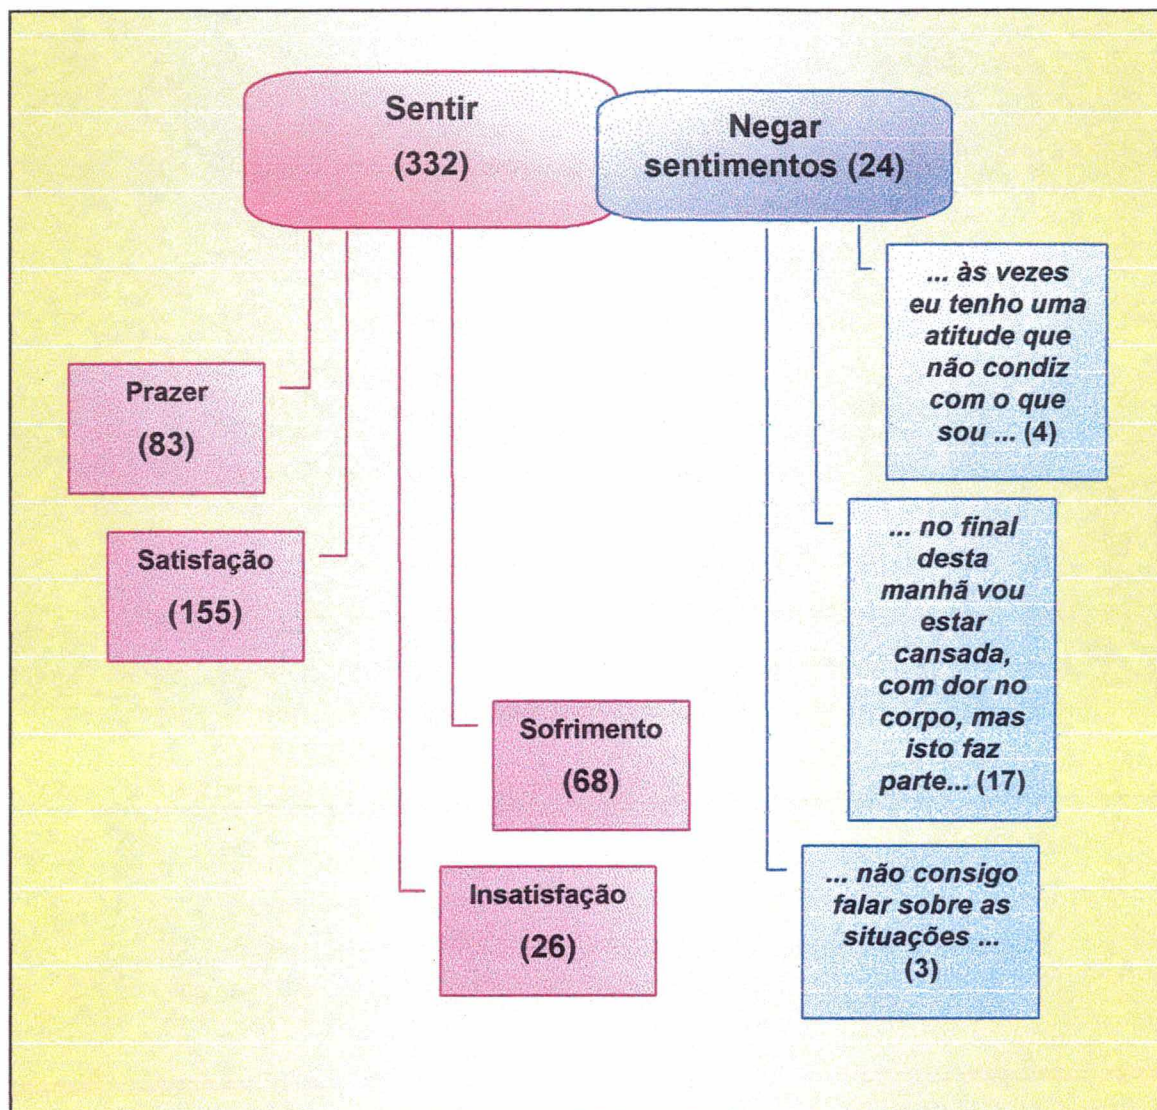 Sentir
(332)
Negar
sentimentos (24)
Prazer
(83)
Satisfação
(155)
Sofrimento
(68)
Insatisfação
(26)
... às vezes
eu tenho uma
atitude que
não condiz
com o que
sou ... (4)
... no final
desta
manhã vou
estar
cansada,
com dor no
corpo, mas
isto faz
parte... (17)
... não consigo
falar sobre as
situações ...
(3)